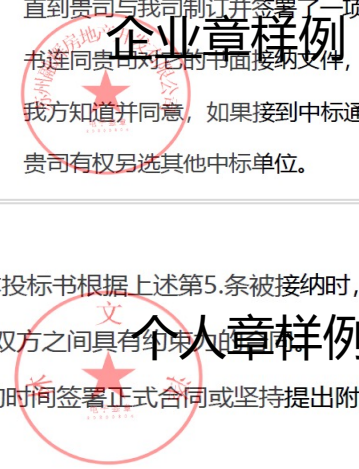 直到贵司与我司制订并签署了一项
企业章样例
书连同贵司对它的书面接纳文件，
我方知道并同意，如果接到中标通
贵司有权另选其他中标单位。
投标书根据上述第5.条被接纳时，
文
个人章样例
双方之间具有约束力的合同。
时间签署正式合同或坚持提出附